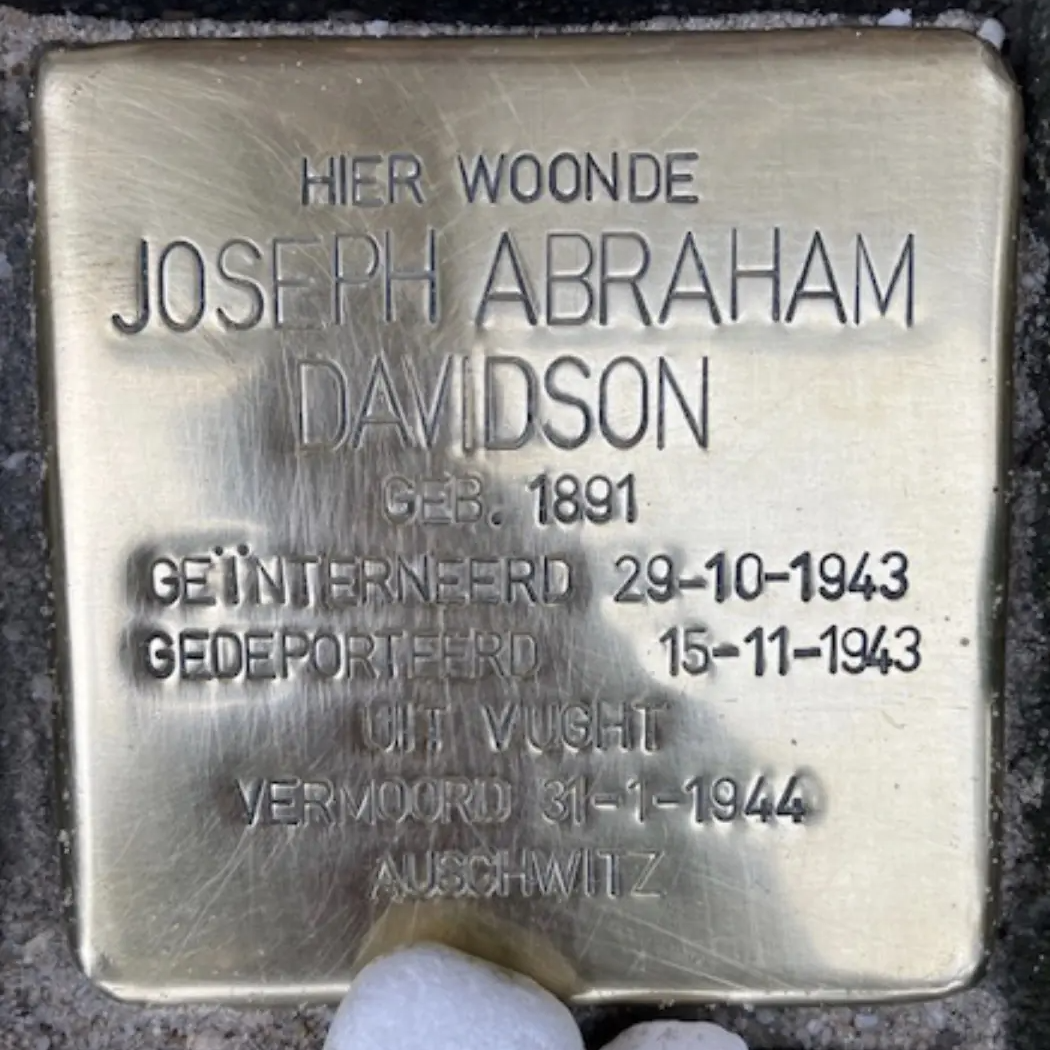 HIER WOONDE
JOSEPH ABRAHAM
DAVIDSON
GEB. 1891
GEÏNTERNEERD 29-10-1943
GEDEPORTEERD 15-11-1943
UIT VUGHT
VERMOORD 31-1-1944
AUSCHWITZ